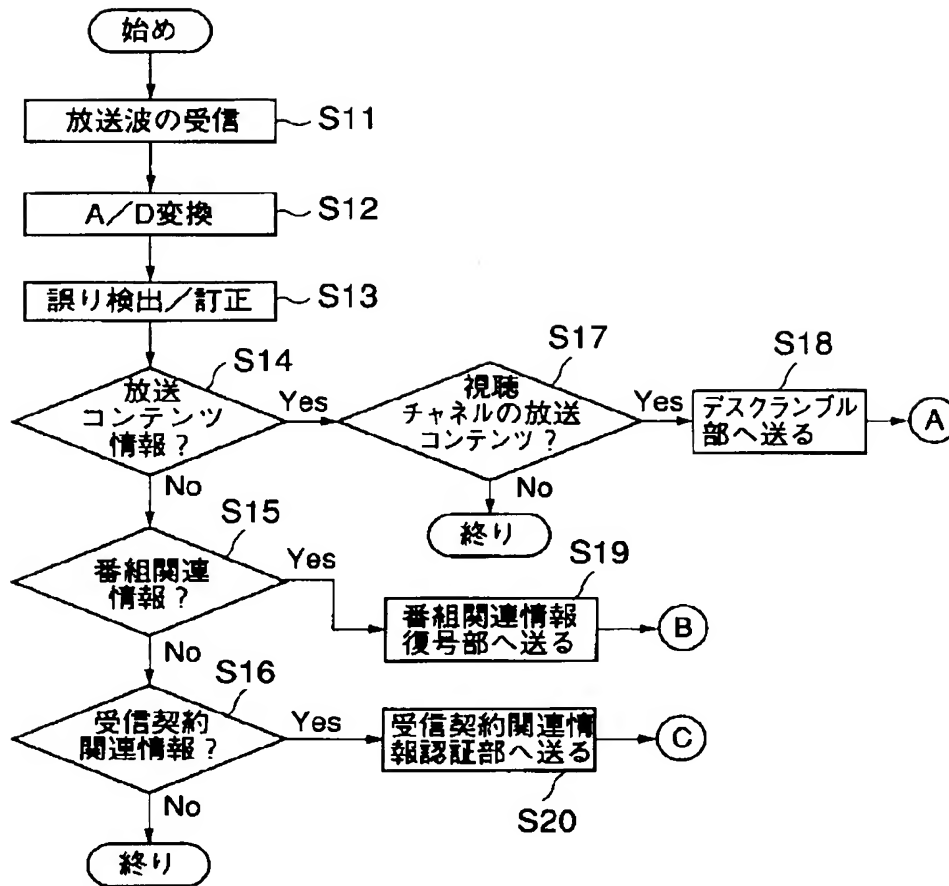 始め
放送波の受信
S11
A／D変換
S12
誤り検出／訂正
S13
S14
放送
コンテンツ
情報？
Yes
No
S17
視聴
チャネルの放送
コンテンツ？
Yes
No
終り
S18
デスクランブル
部へ送る
A
S15
番組関連
情報？
Yes
No
S19
番組関連情報
復号部へ送る
B
S16
受信契約
関連情報？
Yes
No
受信契約関連情
報認証部へ送る
S20
C
終り